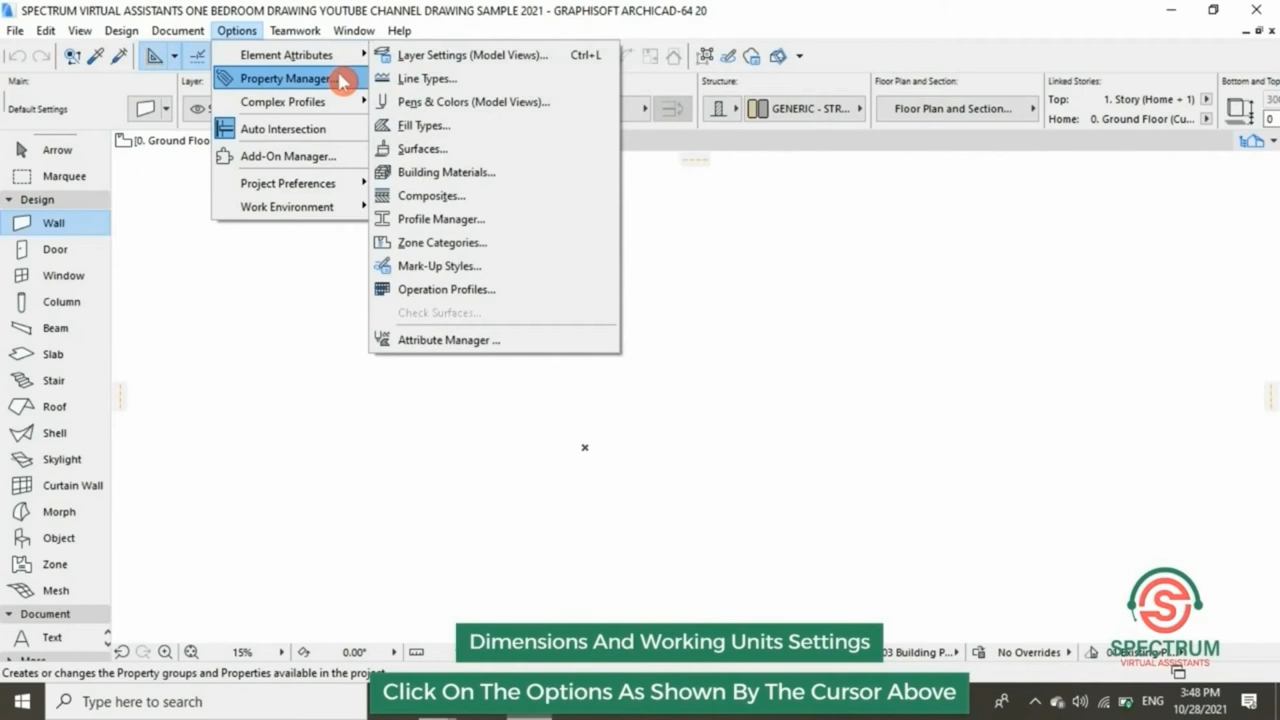 SPECTRUM VIRTUAL ASSISTANTS ONE BEDROOM DRAWING YOUTUBE CHANNEL DRAWING SAMPLE 2021 - GRAPHISOFT ARCHICAD-64 20
File Edit View Design Document Options Teamwork Window Help
Main:
Layer:
Structure:
Floor Plan and Section:
Linked Stories:
Bottom and Top
Default Settings
GENERIC - STR...
Floor Plan and Section...
Top: 1. Story (Home + 1)
Home: 0. Ground Floor (Cu...
0
[0. Ground Floo
Element Attributes
Property Manager...
Complex Profiles
Auto Intersection
Add-On Manager...
Project Preferences
Work Environment
Layer Settings (Model Views)... Ctrl+L
Line Types...
Pens & Colors (Model Views)...
Fill Types...
Surfaces...
Building Materials...
Composites...
Profile Manager...
Zone Categories...
Mark-Up Styles...
Operation Profiles...
Check Surfaces...
Attribute Manager ...
Arrow
Marquee
Design
Wall
Door
Window
Column
Beam
Slab
Stair
Roof
Shell
Skylight
Curtain Wall
Morph
Object
Zone
Mesh
Document
Text
15%
0.00°
03 Building P...
No Overrides
Creates or changes the Property groups and Properties available in the project
Dimensions And Working Units Settings
Click On The Options As Shown By The Cursor Above
SPECTRUM
VIRTUAL ASSISTANTS
Type here to search
ENG
3:48 PM
10/28/2021